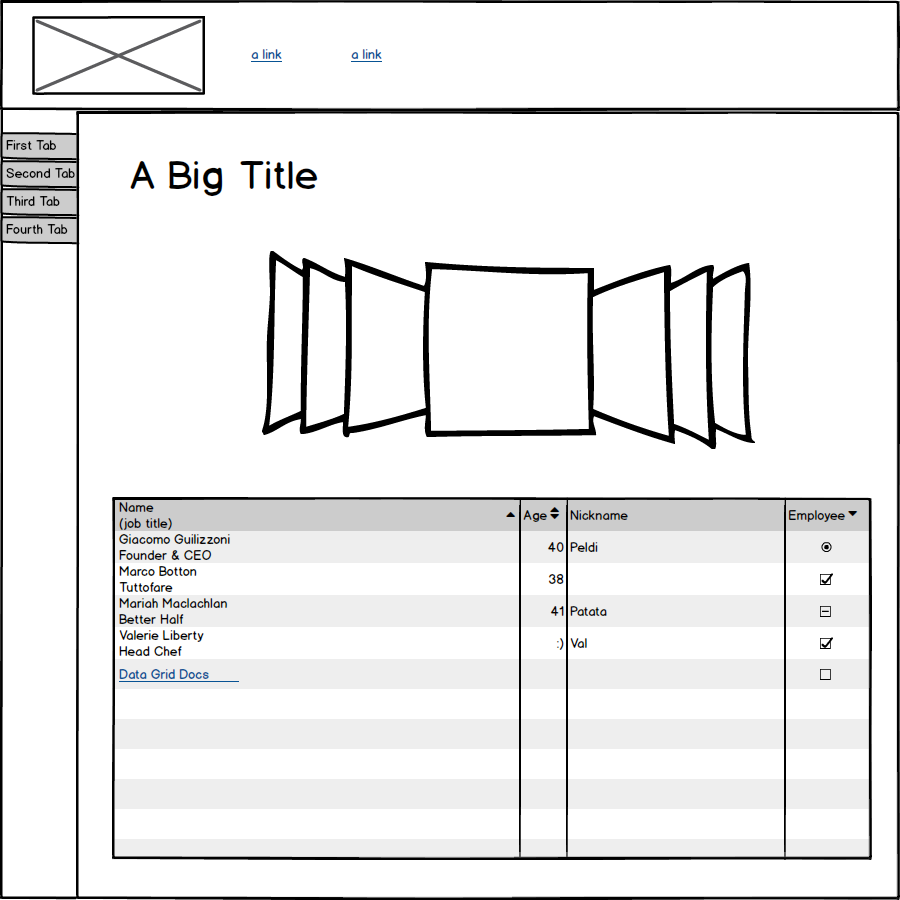 a link a link
First Tab
Second Tab
Third Tab
Fourth Tab
A Big Title
Name
(job title)
Age
Nickname
Employee
Giacomo Guilizzoni
Founder & CEO
40 Peldi
Marco Botton
Tuttofare
38
Mariah Maclachlan
Better Half
41 Patata
Valerie Liberty
Head Chef
:) Val
Data Grid Docs